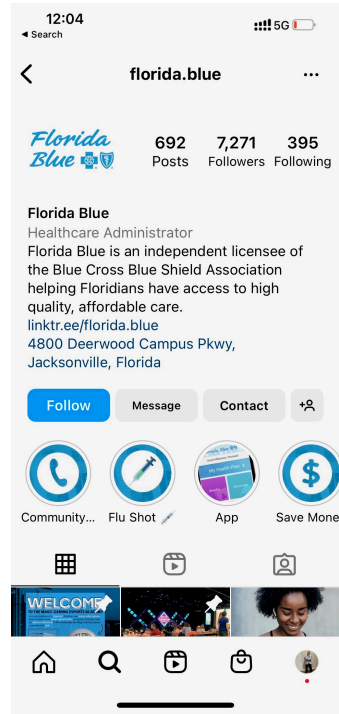 12:04
5G
◄ Search
florida.blue
Florida
Blue
692
7,271
395
Posts
Followers
Following
Florida Blue
Healthcare Administrator
Florida Blue is an independent licensee of
the Blue Cross Blue Shield Association
helping Floridians have access to high
quality, affordable care.
linktr.ee/florida.blue
4800 Deerwood Campus Pkwy,
Jacksonville, Florida
Follow
Message
Contact
My Health Plan
Community...
Flu Shot
App
Save Mone
WELCOME